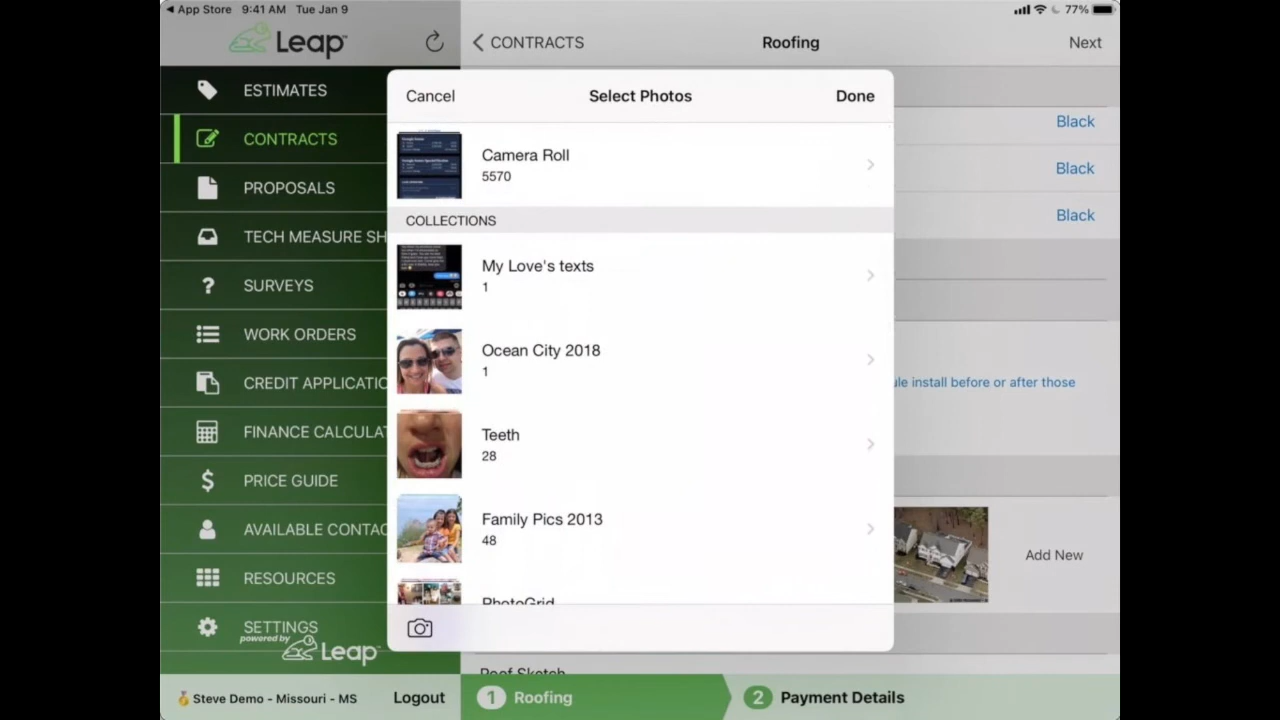 App Store 9:41 AM Tue Jan 9
77%
Leap
CONTRACTS
Roofing
Next
ESTIMATES
CONTRACTS
PROPOSALS
TECH MEASURE SH
SURVEYS
WORK ORDERS
CREDIT APPLICATIO
FINANCE CALCULAT
PRICE GUIDE
AVAILABLE CONTAC
RESOURCES
SETTINGS
powered by
Leap
Steve Demo - Missouri - MS
Logout
Cancel
Select Photos
Done
Camera Roll
5570
COLLECTIONS
My Love's texts
1
Ocean City 2018
1
Teeth
28
Family Pics 2013
48
PhotoGrid
Black
Black
Black
ule install before or after those
Add New
Roof Sketch
1 Roofing
2 Payment Details